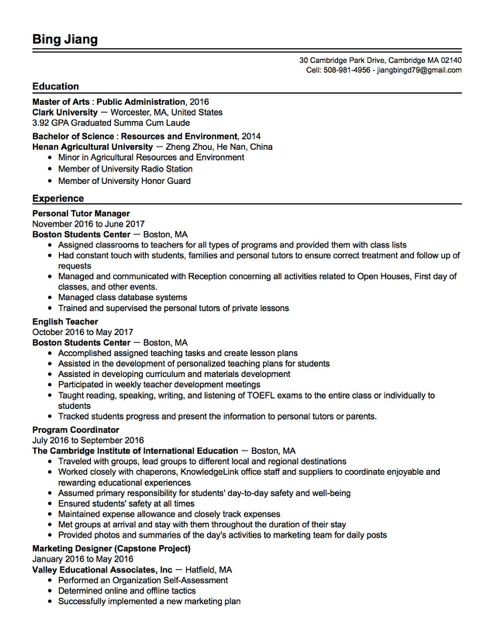 Bing Jiang
30 Cambridge Park Drive, Cambridge MA 02140
Cell: 508-981-4956 - jiangbingd79@gmail.com
Education
Master of Arts : Public Administration, 2016
Clark University — Worcester, MA, United States
3.92 GPA Graduated Summa Cum Laude
Bachelor of Science : Resources and Environment, 2014
Henan Agricultural University — Zheng Zhou, He Nan, China
• Minor in Agricultural Resources and Environment
• Member of University Radio Station
• Member of University Honor Guard
Experience
Personal Tutor Manager
November 2016 to June 2017
Boston Students Center — Boston, MA
• Assigned classrooms to teachers for all types of programs and provided them with class lists
• Had constant touch with students, families and personal tutors to ensure correct treatment and follow up of
requests
• Managed and communicated with Reception concerning all activities related to Open Houses, First day of
classes, and other events.
• Managed class database systems
• Trained and supervised the personal tutors of private lessons
English Teacher
October 2016 to May 2017
Boston Students Center — Boston, MA
• Accomplished assigned teaching tasks and create lesson plans
• Assisted in the development of personalized teaching plans for students
• Assisted in developing curriculum and materials development
• Participated in weekly teacher development meetings
• Taught reading, speaking, writing, and listening of TOEFL exams to the entire class or individually to
students
• Tracked students progress and present the information to personal tutors or parents.
Program Coordinator
July 2016 to September 2016
The Cambridge Institute of International Education — Boston, MA
• Traveled with groups, lead groups to different local and regional destinations
• Worked closely with chaperons, KnowledgeLink office staff and suppliers to coordinate enjoyable and
rewarding educational experiences
• Assumed primary responsibility for students' day-to-day safety and well-being
• Ensured students' safety at all times
• Maintained expense allowance and closely track expenses
• Met groups at arrival and stay with them throughout the duration of their stay
• Provided photos and summaries of the day's activities to marketing team for daily posts
Marketing Designer (Capstone Project)
January 2016 to May 2016
Valley Educational Associates, Inc — Hatfield, MA
• Performed an Organization Self-Assessment
• Determined online and offline tactics
• Successfully implemented a new marketing plan